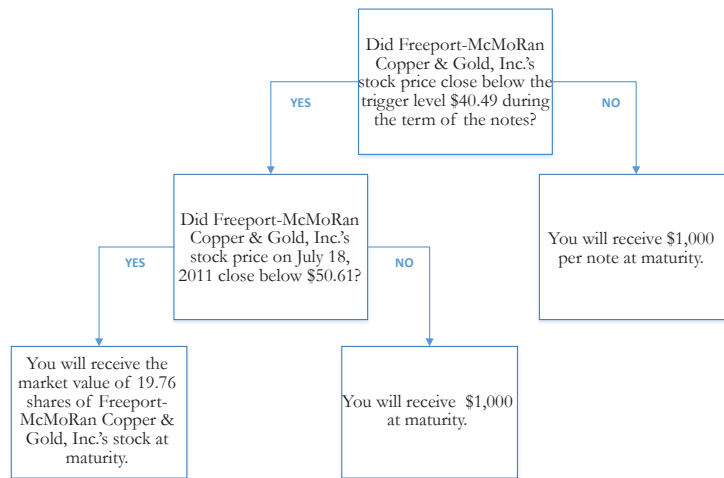 Did Freeport-McMoRan
Copper & Gold, Inc.'s
stock price close below the
trigger level $40.49 during
the term of the notes?
YES
NO
Did Freeport-McMoRan
Copper & Gold, Inc.'s
stock price on July 18,
2011 close below $50.61?
You will receive $1,000
per note at maturity.
YES
NO
You will receive the
market value of 19.76
shares of Freeport-
McMoRan Copper &
Gold, Inc.'s stock at
maturity.
You will receive $1,000
at maturity.